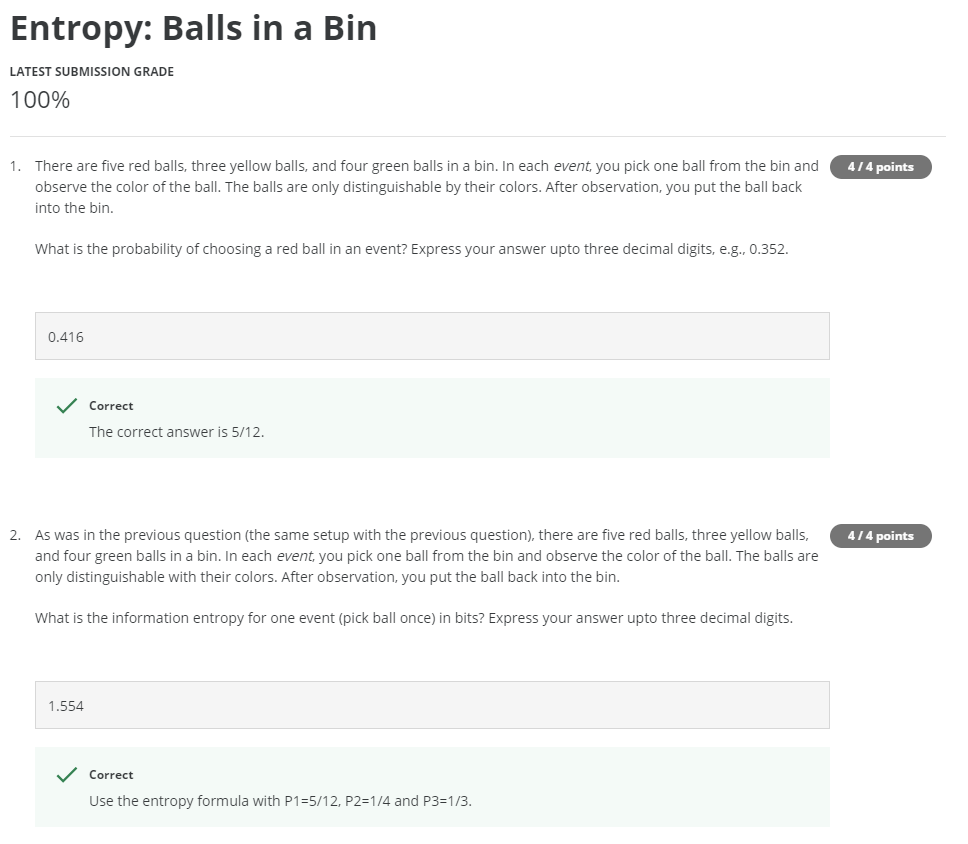 Entropy: Balls in a Bin
LATEST SUBMISSION GRADE
100%
1. There are five red balls, three yellow balls, and four green balls in a bin. In each event, you pick one ball from the bin and
4 / 4 points
observe the color of the ball. The balls are only distinguishable by their colors. After observation, you put the ball back
into the bin.
What is the probability of choosing a red ball in an event? Express your answer upto three decimal digits, e.g., 0.352.
0.416
Correct
The correct answer is 5/12.
2. As was in the previous question (the same setup with the previous question), there are five red balls, three yellow balls,
4 / 4 points
and four green balls in a bin. In each event, you pick one ball from the bin and observe the color of the ball. The balls are
only distinguishable with their colors. After observation, you put the ball back into the bin.
What is the information entropy for one event (pick ball once) in bits? Express your answer upto three decimal digits.
1.554
Correct
Use the entropy formula with P1=5/12, P2=1/4 and P3=1/3.